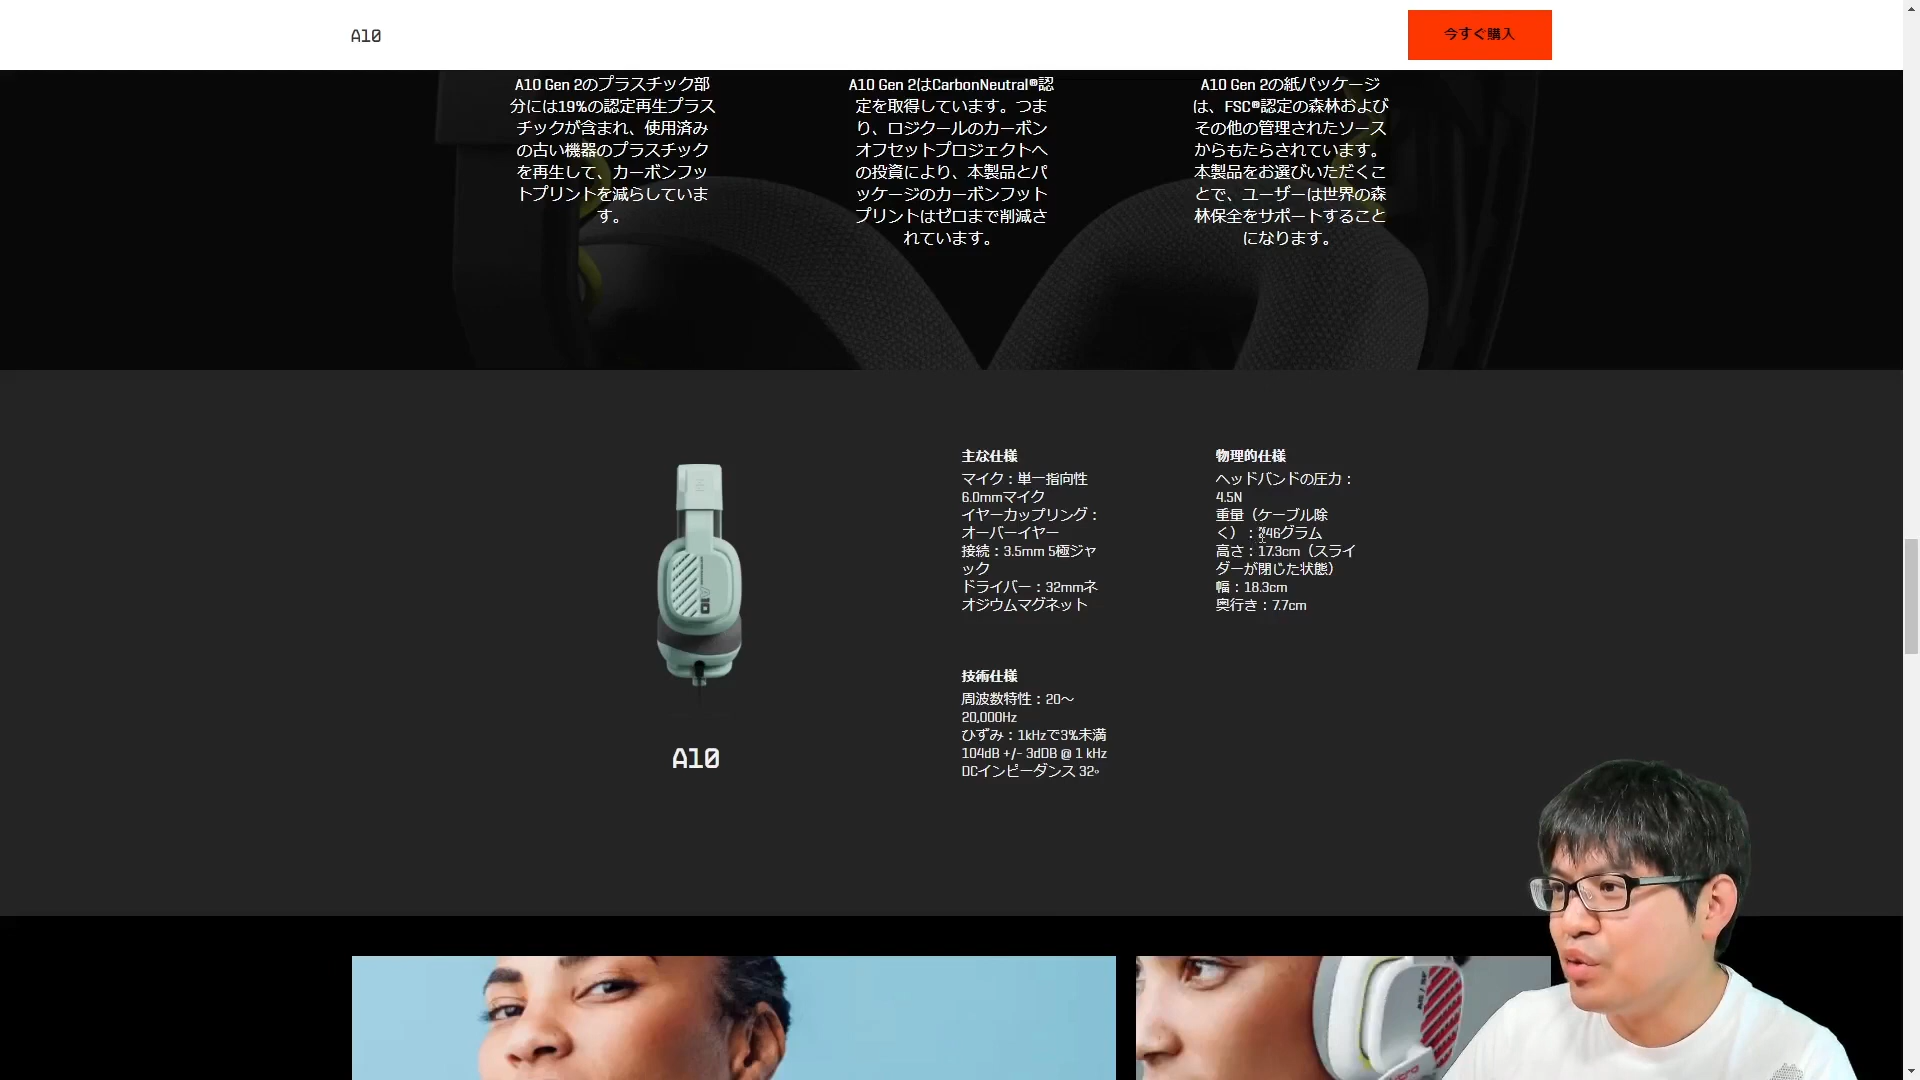 A10
今すぐ購入
A10 Gen 2のプラスチック部
分には19%の認定再生プラス
チックが含まれ、使用済み
の古い機器のプラスチック
を再生して、カーボンフッ
トプリントを減らしていま
す。
A10 Gen 2はCarbonNeutral®認
定を取得しています。つま
り、ロジクールのカーボン
オフセットプロジェクトへ
の投資により、本製品とパ
ッケージのカーボンフット
プリントはゼロまで削減さ
れています。
A10 Gen 2の紙パッケージ
は、FSC®認定の森林および
その他の管理されたソース
からもたらされています。
本製品をお選びいただくこ
とで、ユーザーは世界の森
林保全をサポートすること
になります。
主な仕様
マイク：単一指向性
6.0mmマイク
イヤーカップリング：
オーバーイヤー
接続：3.5mm 5極ジャ
ック
ドライバー：32mmネ
オジウムマグネット
物理的仕様
ヘッドバンドの圧力：
4.5N
重量（ケーブル除
く）：246グラム
高さ：17.3cm（スライ
ダーが閉じた状態）
幅：18.3cm
奥行き：7.7cm
技術仕様
周波数特性：20～
20,000Hz
ひずみ：1kHzで3%未満
104dB +/- 3dDB @ 1 kHz
DCインピーダンス 32
A10
A10